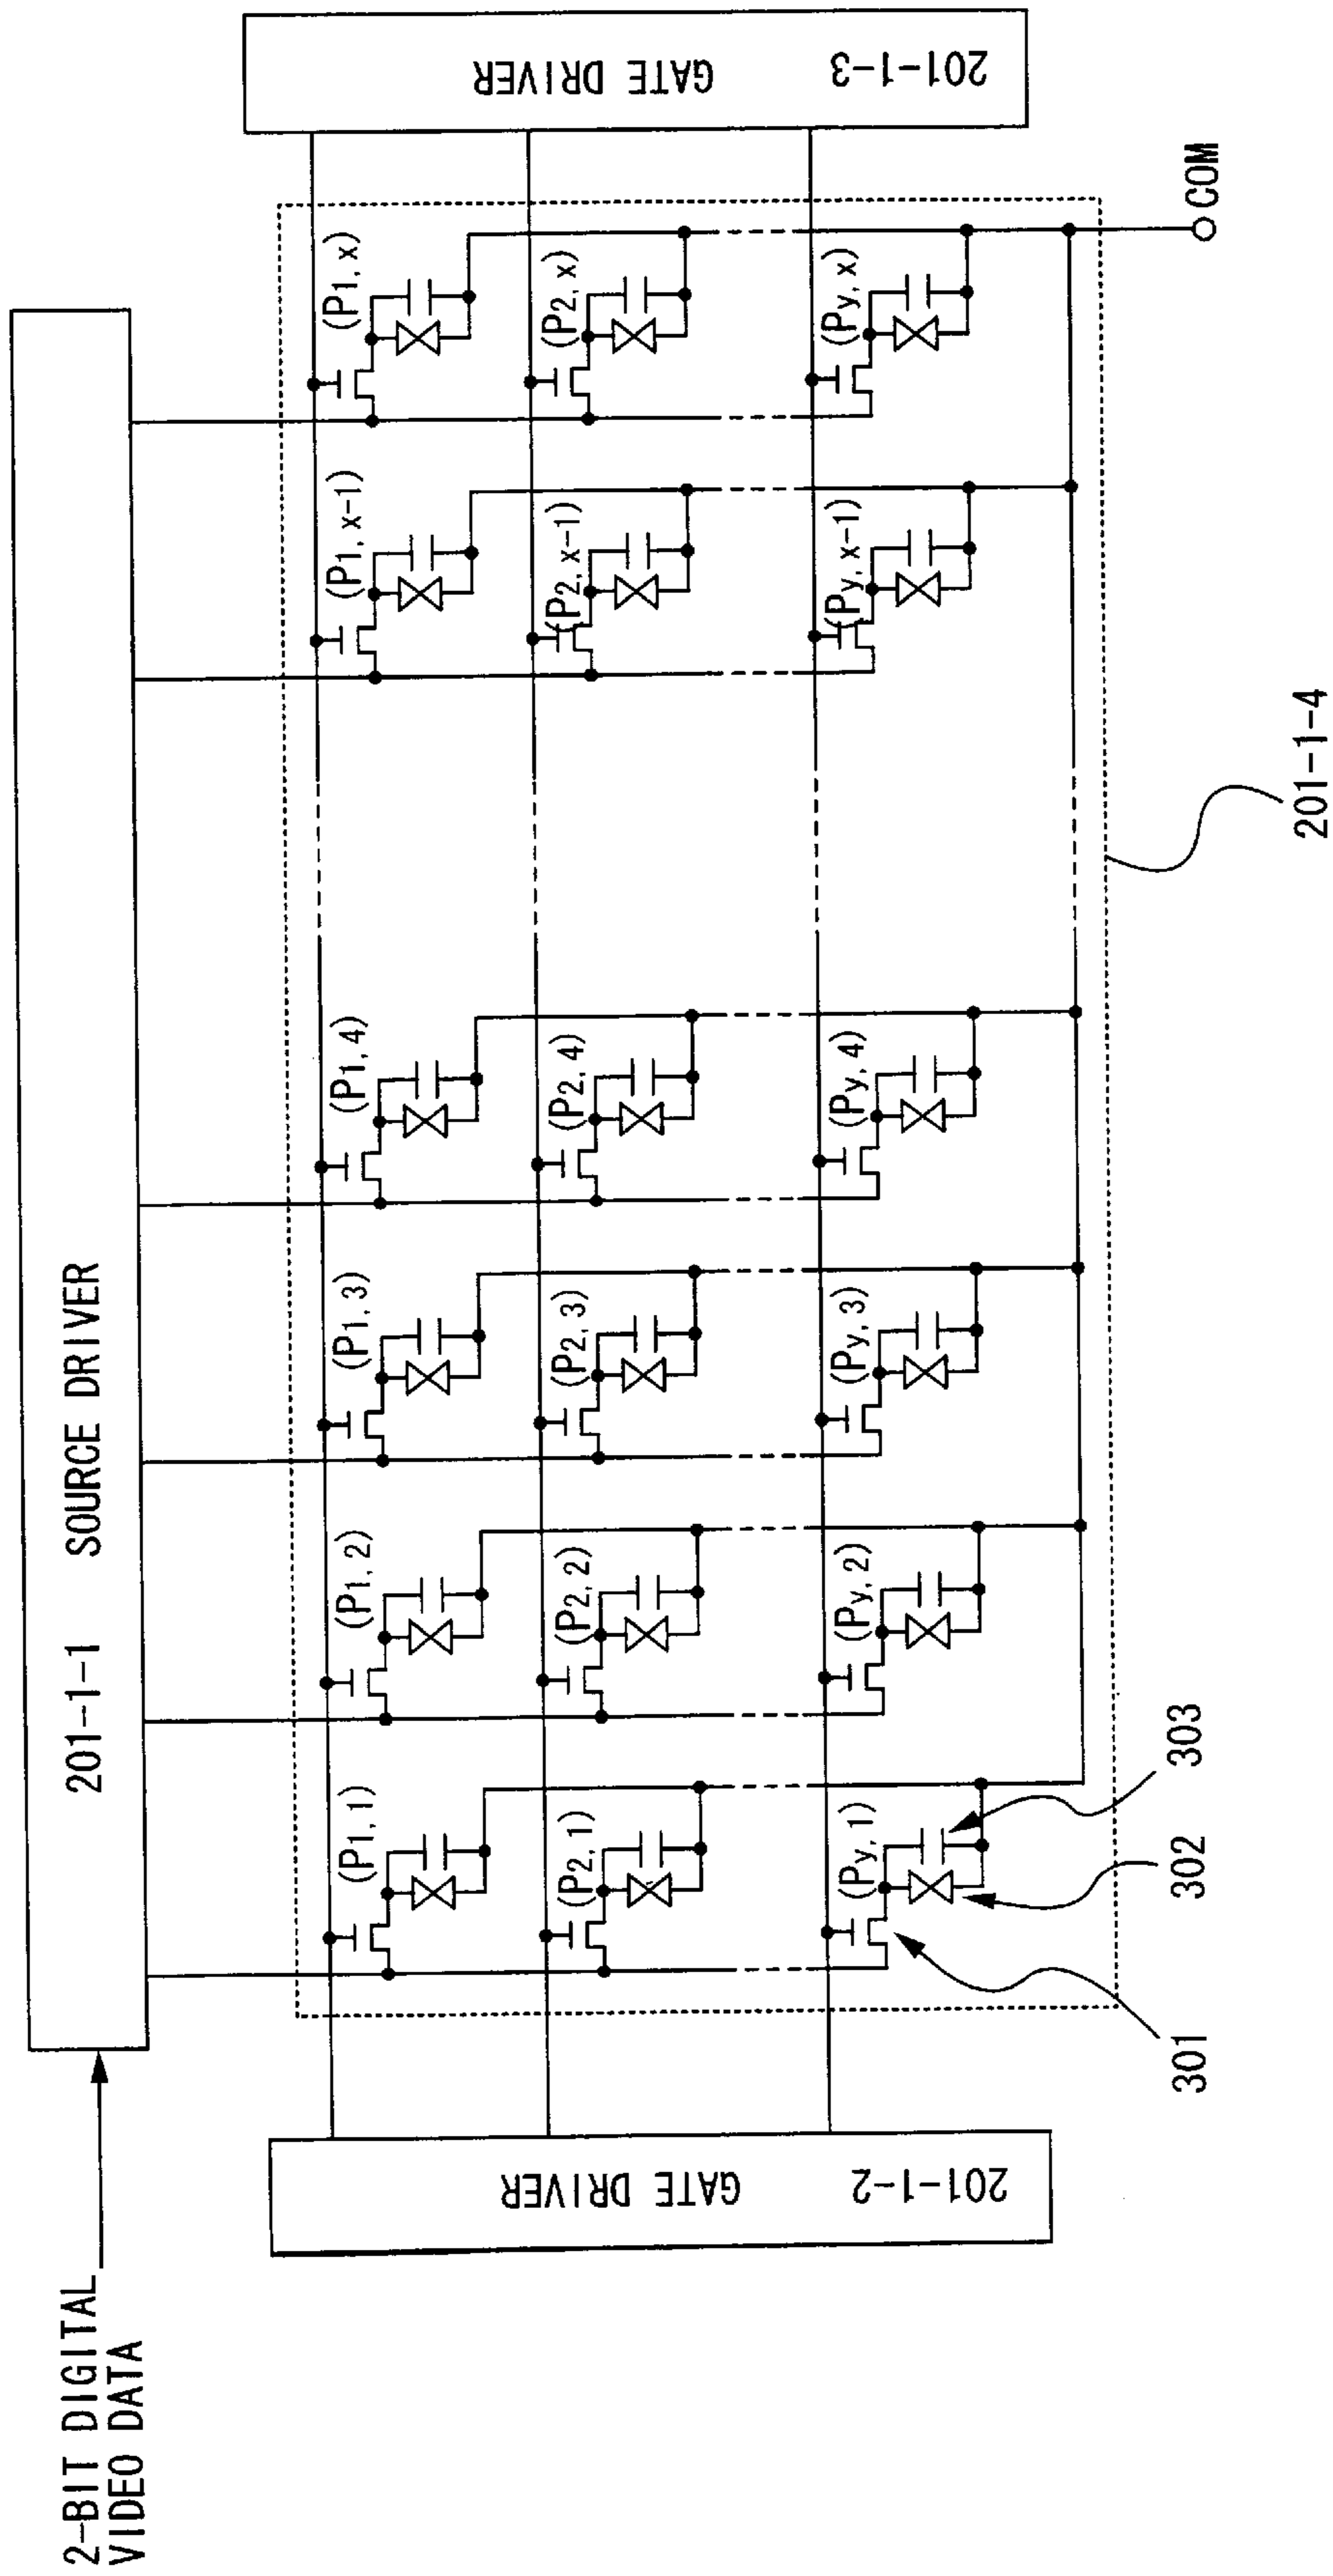 2-BIT DIGITAL
VIDEO DATA
201-1-1 SOURCE DRIVER
GATE DRIVER
201-1-2
GATE DRIVER
201-1-3
(P1,1)
(P1,2)
(P1,3)
(P1,4)
(P1,x-1)
(P1,x)
(P2,1)
(P2,2)
(P2,3)
(P2,4)
(P2,x-1)
(P2,x)
(Py,1)
(Py,2)
(Py,3)
(Py,4)
(Py,x-1)
(Py,x)
301
302
303
COM
201-1-4